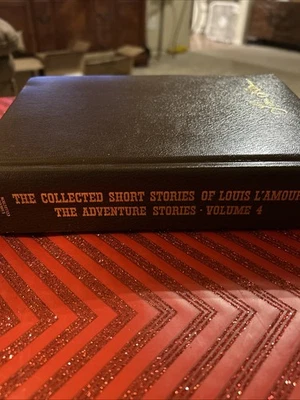 THE COLLECTED SHORT STORIES OF LOUIS L'AMOUR
THE ADVENTURE STORIES · VOLUME 4